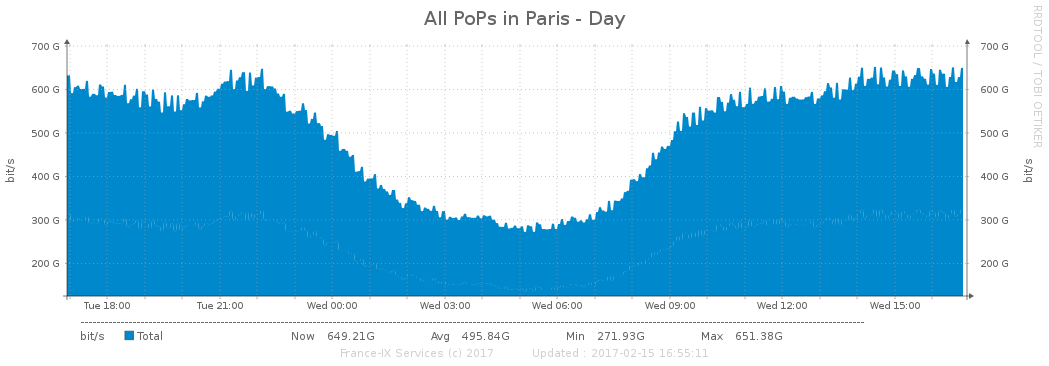 All PoPs in Paris - Day
RRDTOOL / TOBI OETIKER
bit/s
700 G
600 G
500 G
400 G
300 G
200 G
700 G
600 G
500 G
400 G
300 G
200 G
bit/s
Tue 18:00 Tue 21:00 Wed 00:00 Wed 03:00 Wed 06:00 Wed 09:00 Wed 12:00 Wed 15:00
bit/s Total Now 649.21G Avg 495.84G Min 271.93G Max 651.38G
France-IX Services (c) 2017 Updated : 2017-02-15 16:55:11